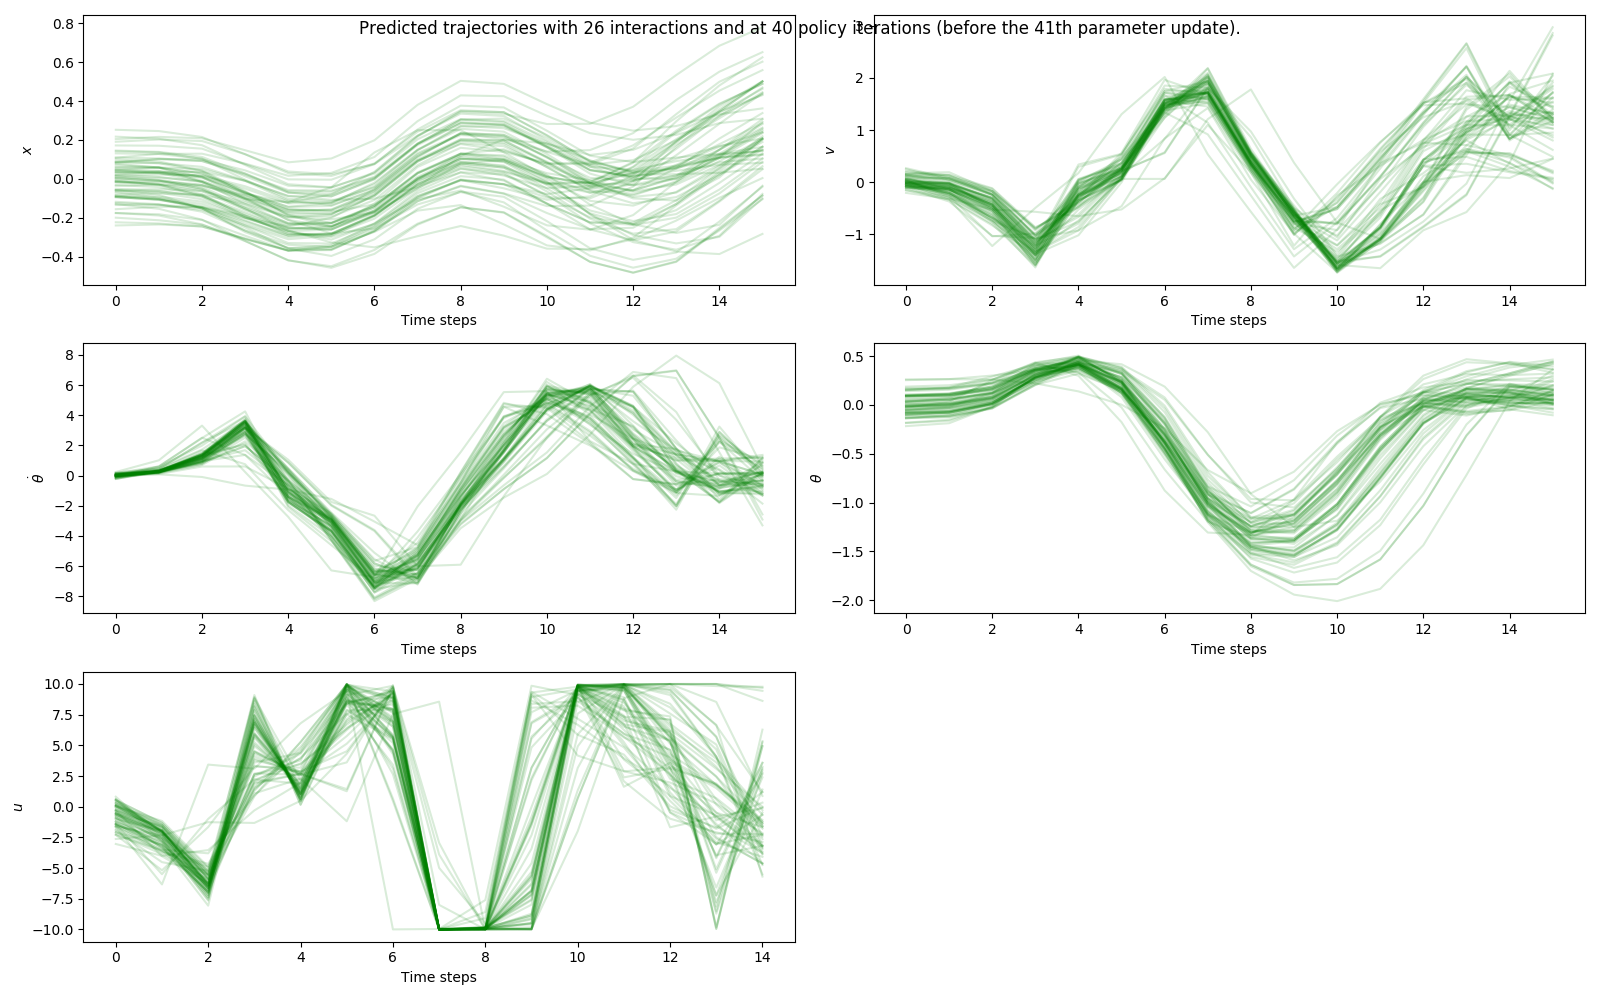 Predicted trajectories with 26 interactions and at 40 policy iterations (before the 41th parameter update).
0.8
0.6
0.4
0.2
0.0
−0.2
−0.4
x
0 2 4 6 8 10 12 14
Time steps
3
2
1
0
−1
v
0 2 4 6 8 10 12 14
Time steps
8
6
4
2
0
−2
−4
−6
−8
θ̇
0 2 4 6 8 10 12 14
Time steps
0.5
0.0
−0.5
−1.0
−1.5
−2.0
θ
0 2 4 6 8 10 12 14
Time steps
10.0
7.5
5.0
2.5
0.0
−2.5
−5.0
−7.5
−10.0
u
0 2 4 6 8 10 12 14
Time steps